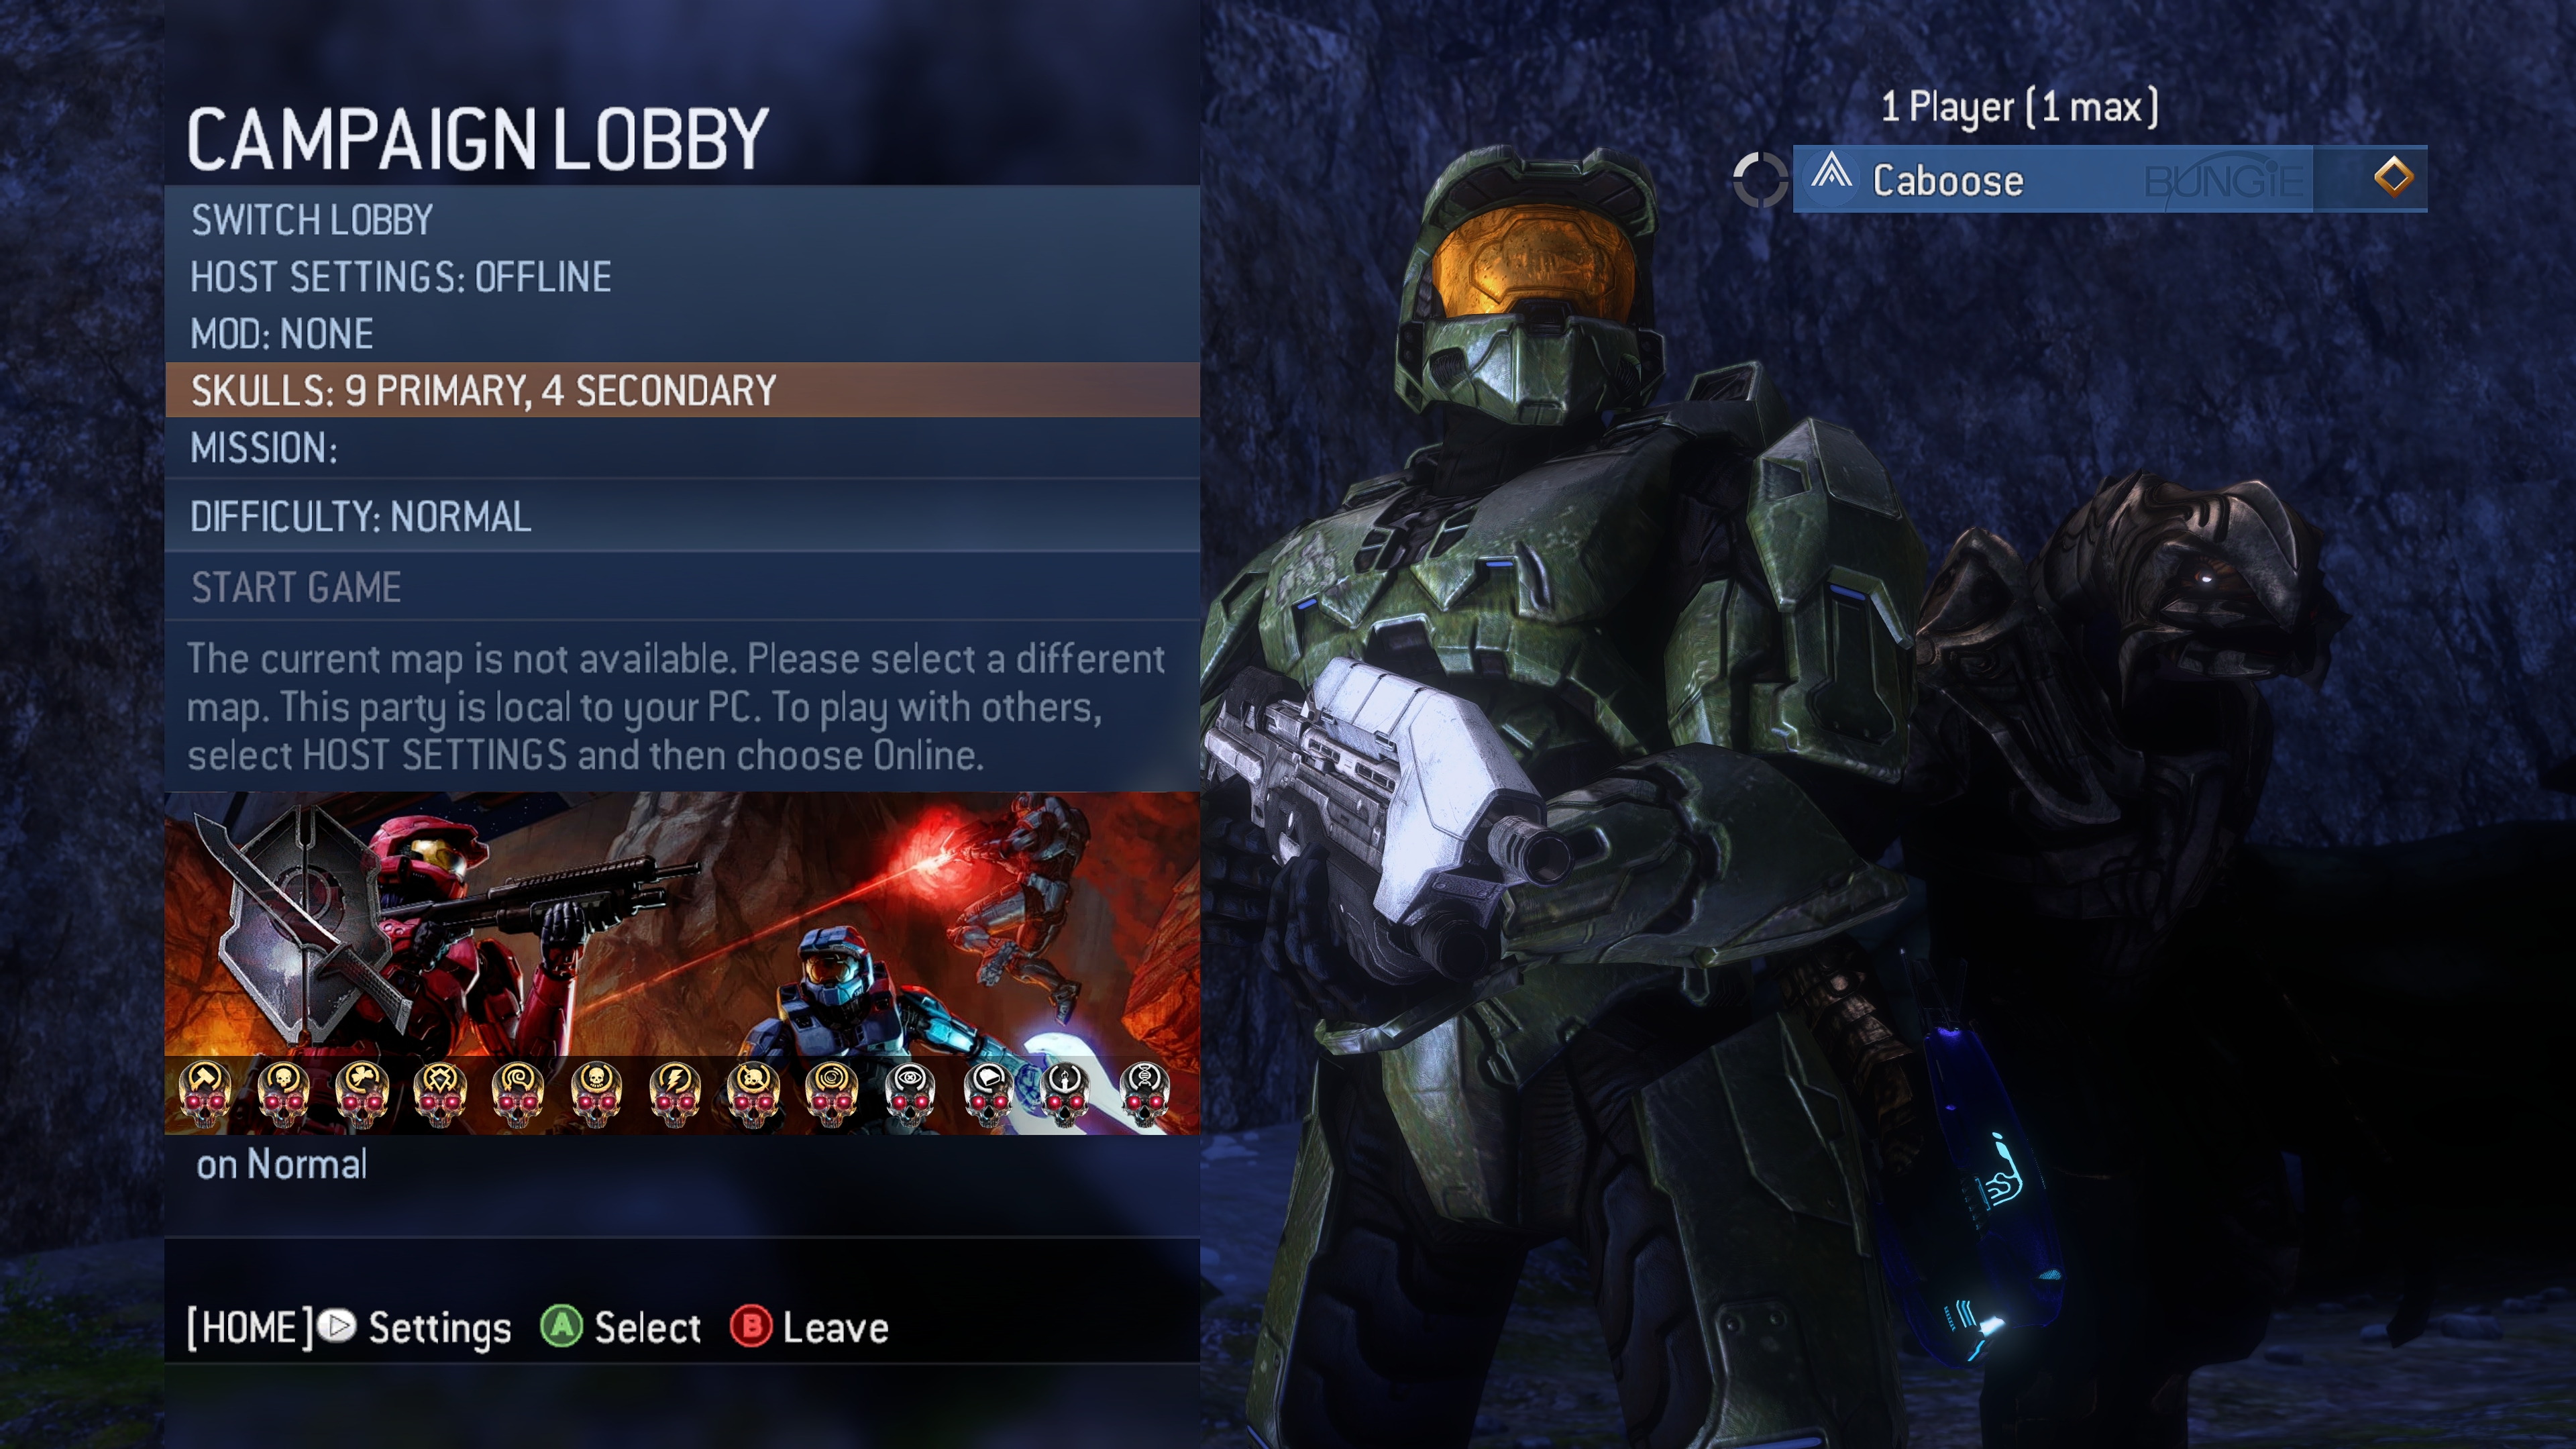 CAMPAIGN LOBBY
SWITCH LOBBY
HOST SETTINGS: OFFLINE
MOD: NONE
SKULLS: 9 PRIMARY, 4 SECONDARY
MISSION:
DIFFICULTY: NORMAL
START GAME
The current map is not available. Please select a different
map. This party is local to your PC. To play with others,
select HOST SETTINGS and then choose Online.
on Normal
[HOME] Settings A Select B Leave
1 Player (1 max)
Caboose BUNGiE